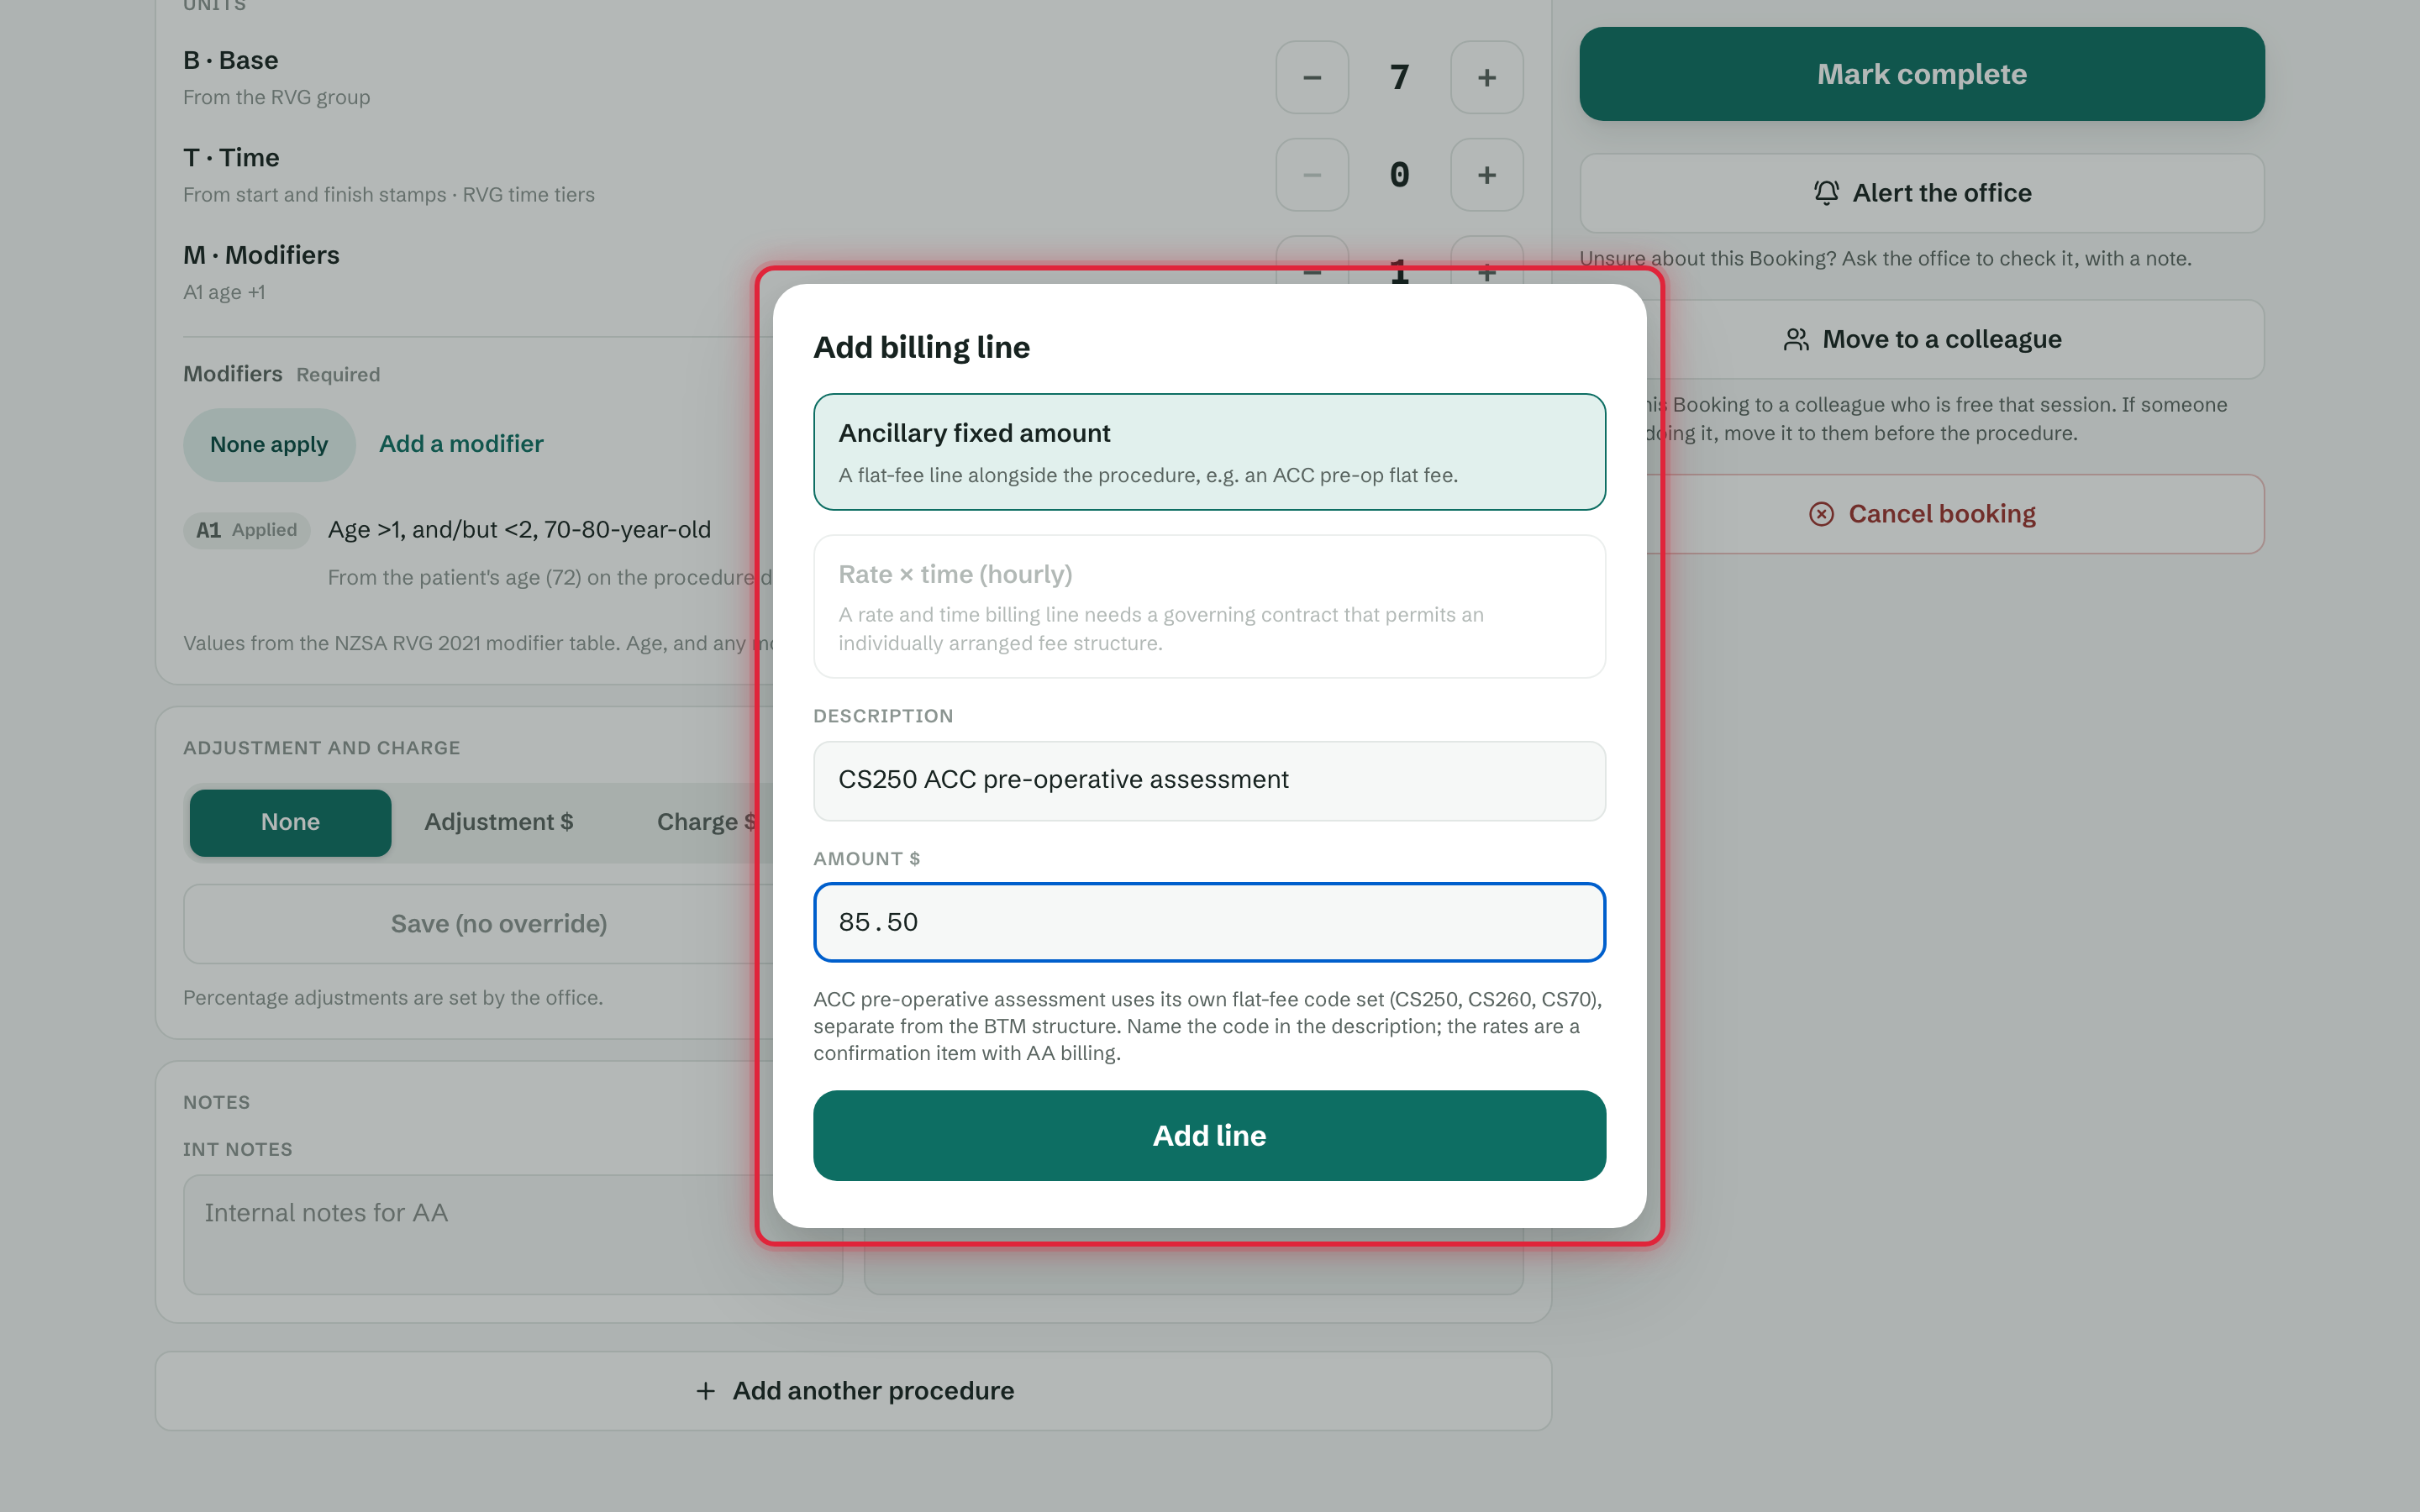 UNITS
B · Base
From the RVG group
− 7 +
T · Time
From start and finish stamps · RVG time tiers
− 0 +
M · Modifiers
A1 age +1
− 1 +
Modifiers Required
None apply
Add a modifier
A1 Applied
Age >1, and/but <2, 70-80-year-old
From the patient's age (72) on the procedure
Values from the NZSA RVG 2021 modifier table. Age, and any
ADJUSTMENT AND CHARGE
None
Adjustment $
Charge $
Save (no override)
Percentage adjustments are set by the office.
NOTES
INT NOTES
Internal notes for AA
+ Add another procedure
Add billing line
Ancillary fixed amount
A flat-fee line alongside the procedure, e.g. an ACC pre-op flat fee.
Rate × time (hourly)
A rate and time billing line needs a governing contract that permits an
individually arranged fee structure.
DESCRIPTION
CS250 ACC pre-operative assessment
AMOUNT $
85.50
ACC pre-operative assessment uses its own flat-fee code set (CS250, CS260, CS70),
separate from the BTM structure. Name the code in the description; the rates are a
confirmation item with AA billing.
Add line
Mark complete
Alert the office
Unsure about this Booking? Ask the office to check it, with a note.
Move to a colleague
Booking to a colleague who is free that session. If someone
doing it, move it to them before the procedure.
Cancel booking